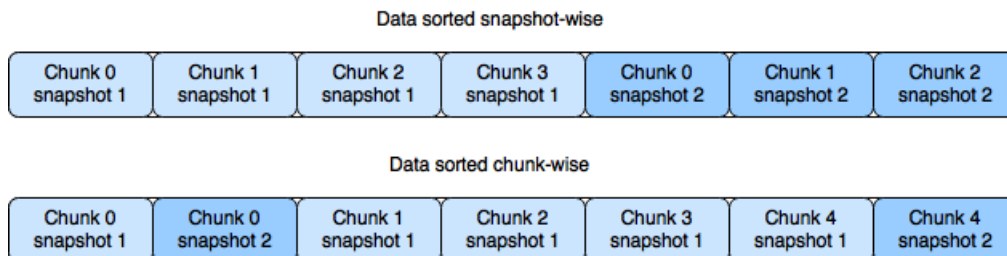 Data sorted snapshot-wise
Chunk 0 Chunk 1 Chunk 2 Chunk 3 Chunk 0 Chunk 1 Chunk 2
snapshot 1 snapshot 1 snapshot 1 snapshot 1 snapshot 2 snapshot 2 snapshot 2
Data sorted chunk-wise
Chunk 0 Chunk 0 Chunk 1 Chunk 2 Chunk 3 Chunk 4 Chunk 4
snapshot 1 snapshot 2 snapshot 1 snapshot 1 snapshot 1 snapshot 1 snapshot 2